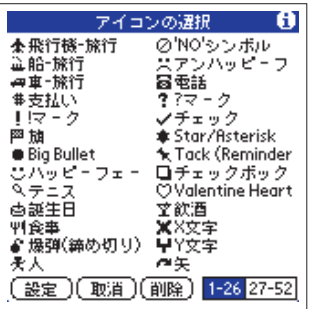 アイコンの選択
飛行機-旅行
船-旅行
車-旅行
支払い
!マーク
旗
Big Bullet
ハッピーフェー
テニス
誕生日
食事
爆弾(締め切り)
人
'NO'シンボル
アンハッピーフ
電話
?マーク
チェック
Star/Asterisk
Tack (Reminder
チェックボック
Valentine Heart
飲酒
X文字
Y文字
矢
設定 取消 削除 1-26 27-52